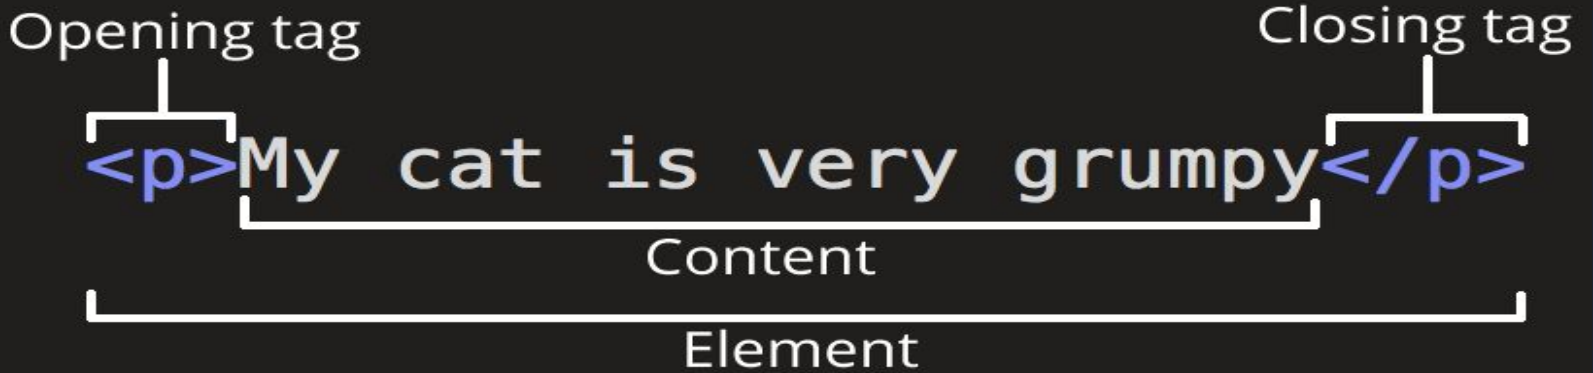 Opening tag Closing tag
<p>My cat is very grumpy</p>
Content
Element